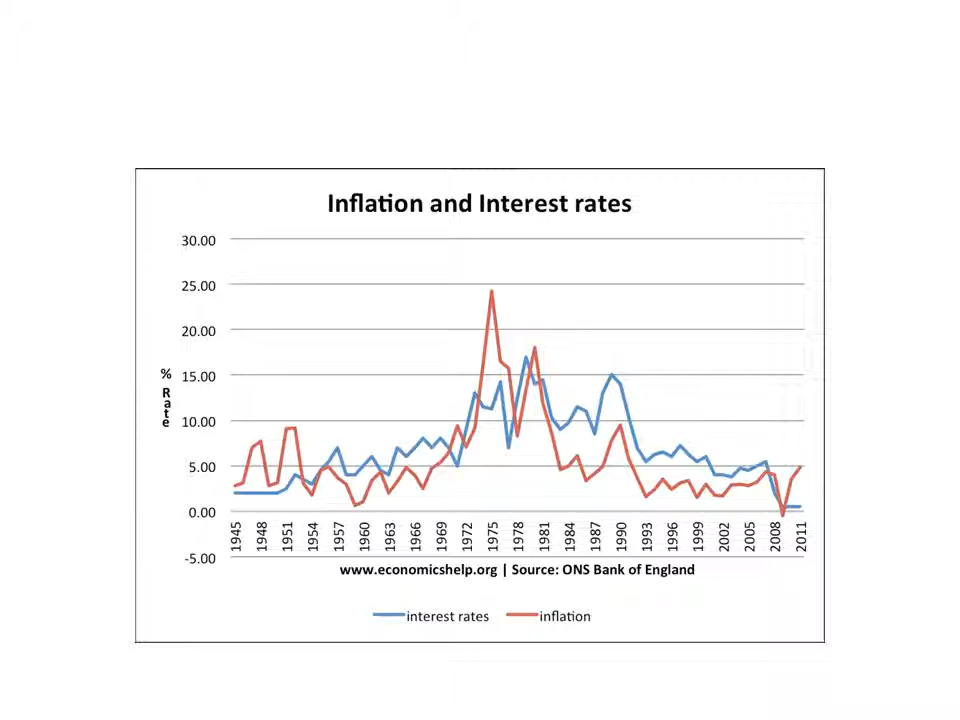 Inflation and Interest rates
30.00
25.00
20.00
15.00
10.00
5.00
0.00
-5.00
% Rate
1945 1948 1951 1954 1957 1960 1963 1966 1969 1972 1975 1978 1981 1984 1987 1990 1993 1996 1999 2002 2005 2008 2011
www.economicshelp.org | Source: ONS Bank of England
interest rates inflation